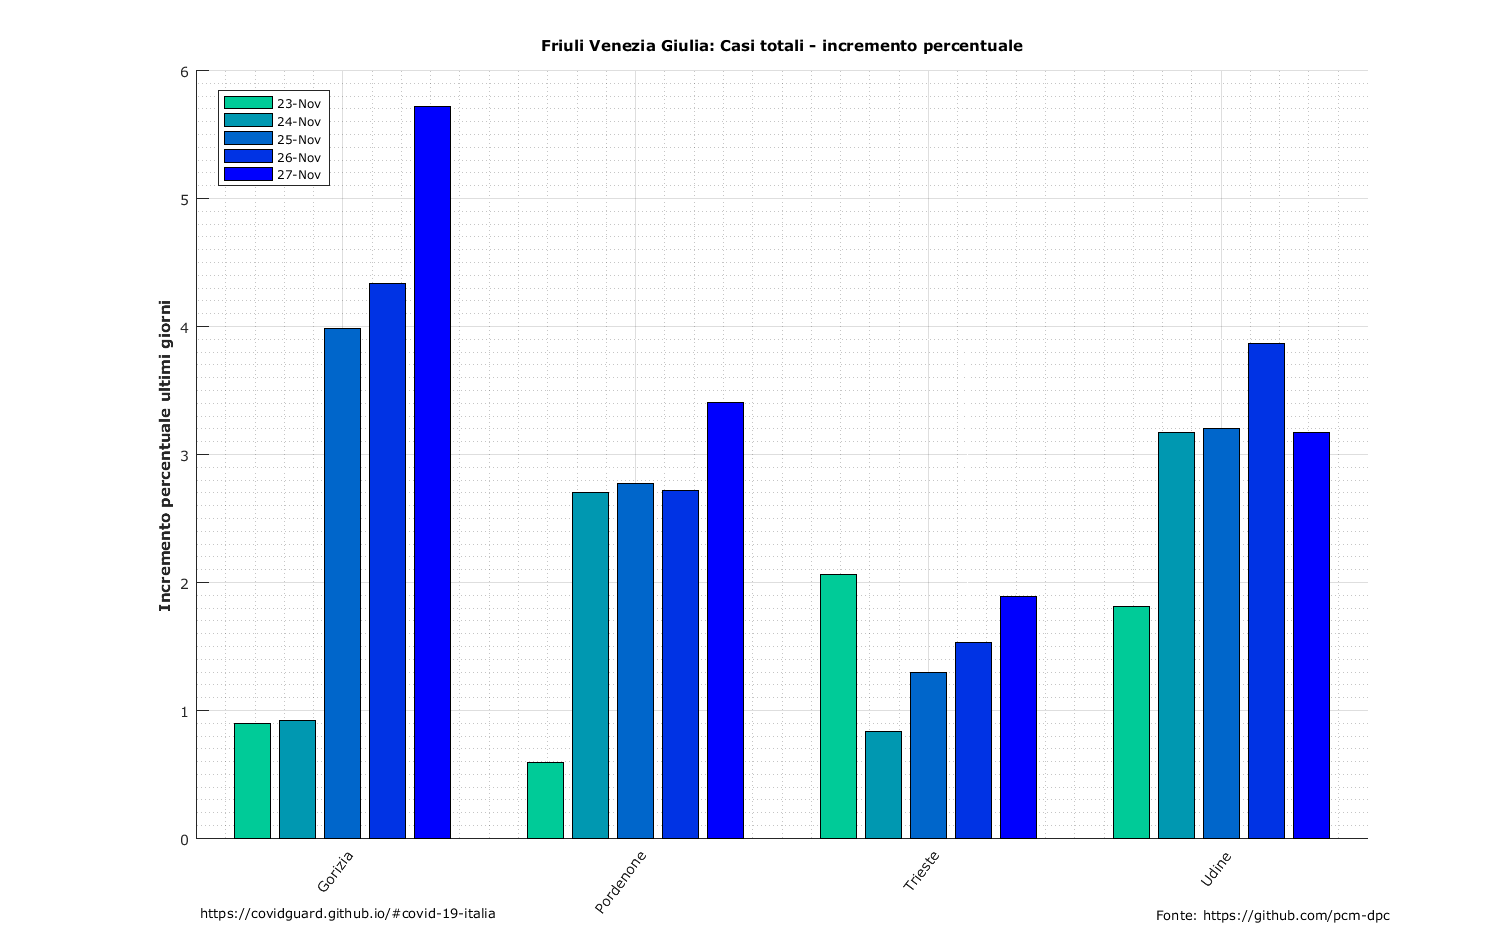 Friuli Venezia Giulia: Casi totali - incremento percentuale
6
5
4
3
2
1
0
Incremento percentuale ultimi giorni
23-Nov
24-Nov
25-Nov
26-Nov
27-Nov
Gorizia
Pordenone
Trieste
Udine
https://covidguard.github.io/#covid-19-italia
Fonte: https://github.com/pcm-dpc